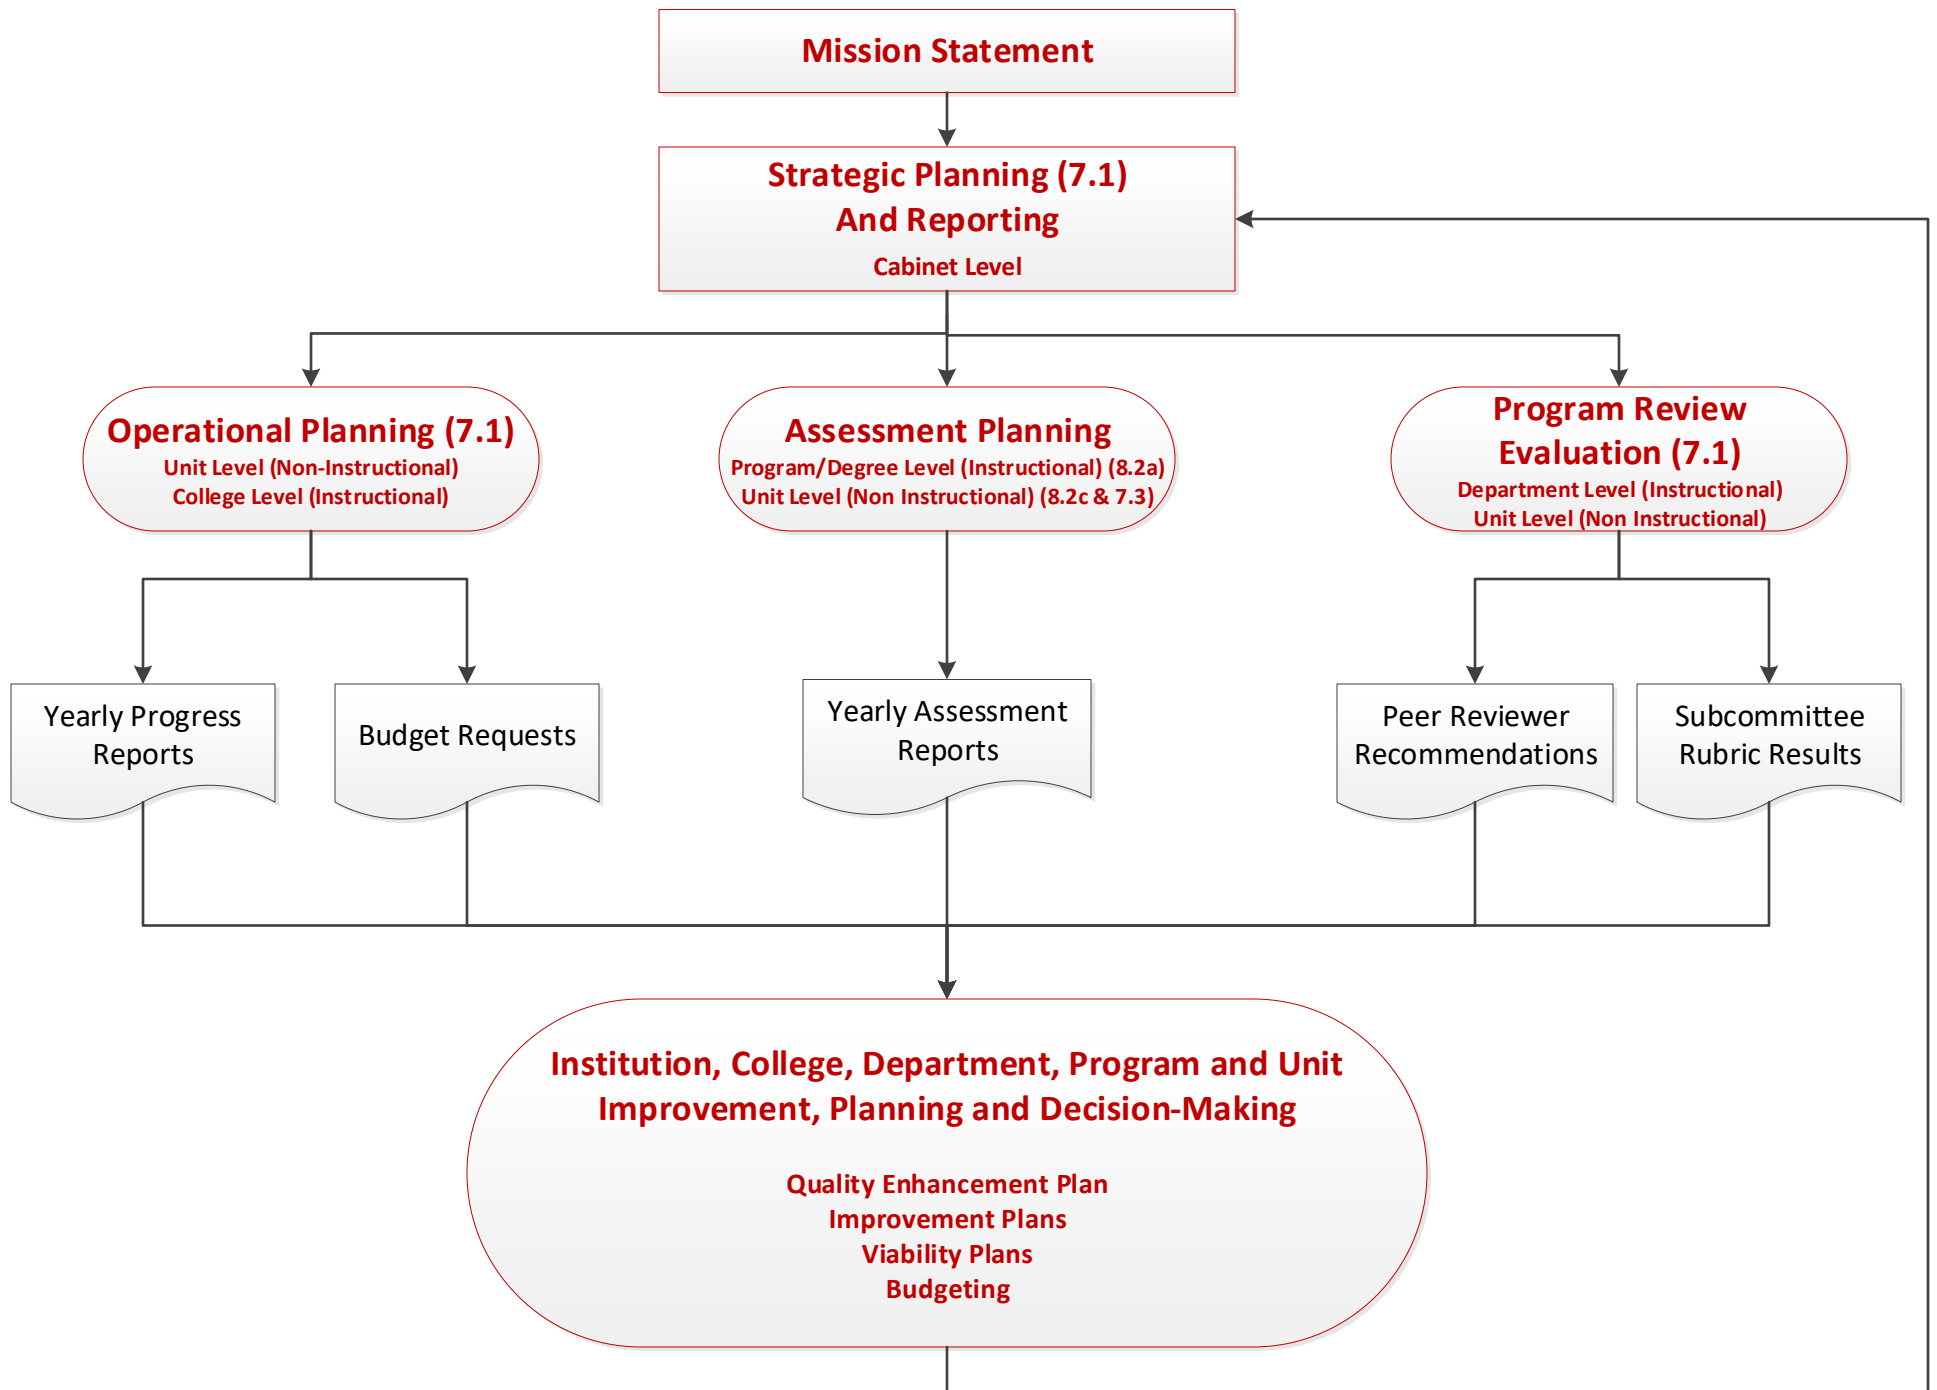 Mission Statement
Strategic Planning (7.1)
And Reporting
Cabinet Level
Operational Planning (7.1)
Unit Level (Non-Instructional)
College Level (Instructional)
Assessment Planning
Program/Degree Level (Instructional) (8.2a)
Unit Level (Non Instructional) (8.2c & 7.3)
Program Review
Evaluation (7.1)
Department Level (Instructional)
Unit Level (Non Instructional)
Yearly Progress
Reports
Budget Requests
Yearly Assessment
Reports
Peer Reviewer
Recommendations
Subcommittee
Rubric Results
Institution, College, Department, Program and Unit
Improvement, Planning and Decision-Making
Quality Enhancement Plan
Improvement Plans
Viability Plans
Budgeting